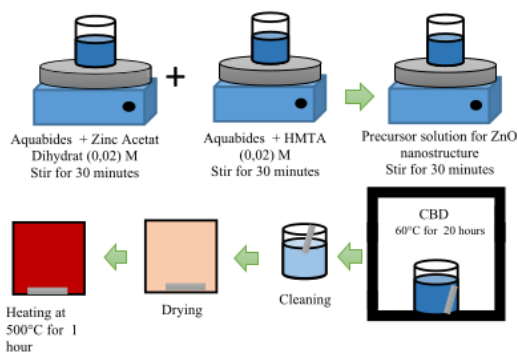 Aquabides + Zinc Acetat
Dihydrat (0,02) M
Stir for 30 minutes
+
Aquabides + HMTA
(0,02) M
Stir for 30 minutes
Precursor solution for ZnO
nanostructure
Stir for 30 minutes
CBD
60°C for 20 hours
Cleaning
Drying
Heating at
500°C for 1
hour